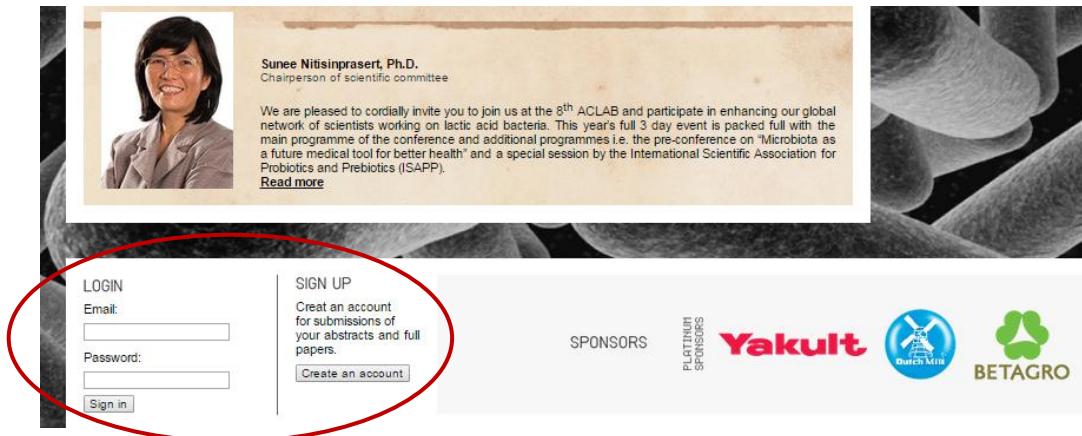 Sunee Nitisinprasert, Ph.D.
Chairperson of scientific committee
We are pleased to cordially invite you to join us at the 8th ACLAB and participate in enhancing our global
network of scientists working on lactic acid bacteria. This year's full 3 day event is packed full with the
main programme of the conference and additional programmes i.e. the pre-conference on "Microbiota as
a future medical tool for better health" and a special session by the International Scientific Association for
Probiotics and Prebiotics (ISAPP).
Read more
LOGIN
Email:
Password:
Sign in
SIGN UP
Creat an account
for submissions of
your abstracts and full
papers.
Create an account
SPONSORS
PLATINUM
SPONSORS
Yakult
Dutch Mill
BETAGRO